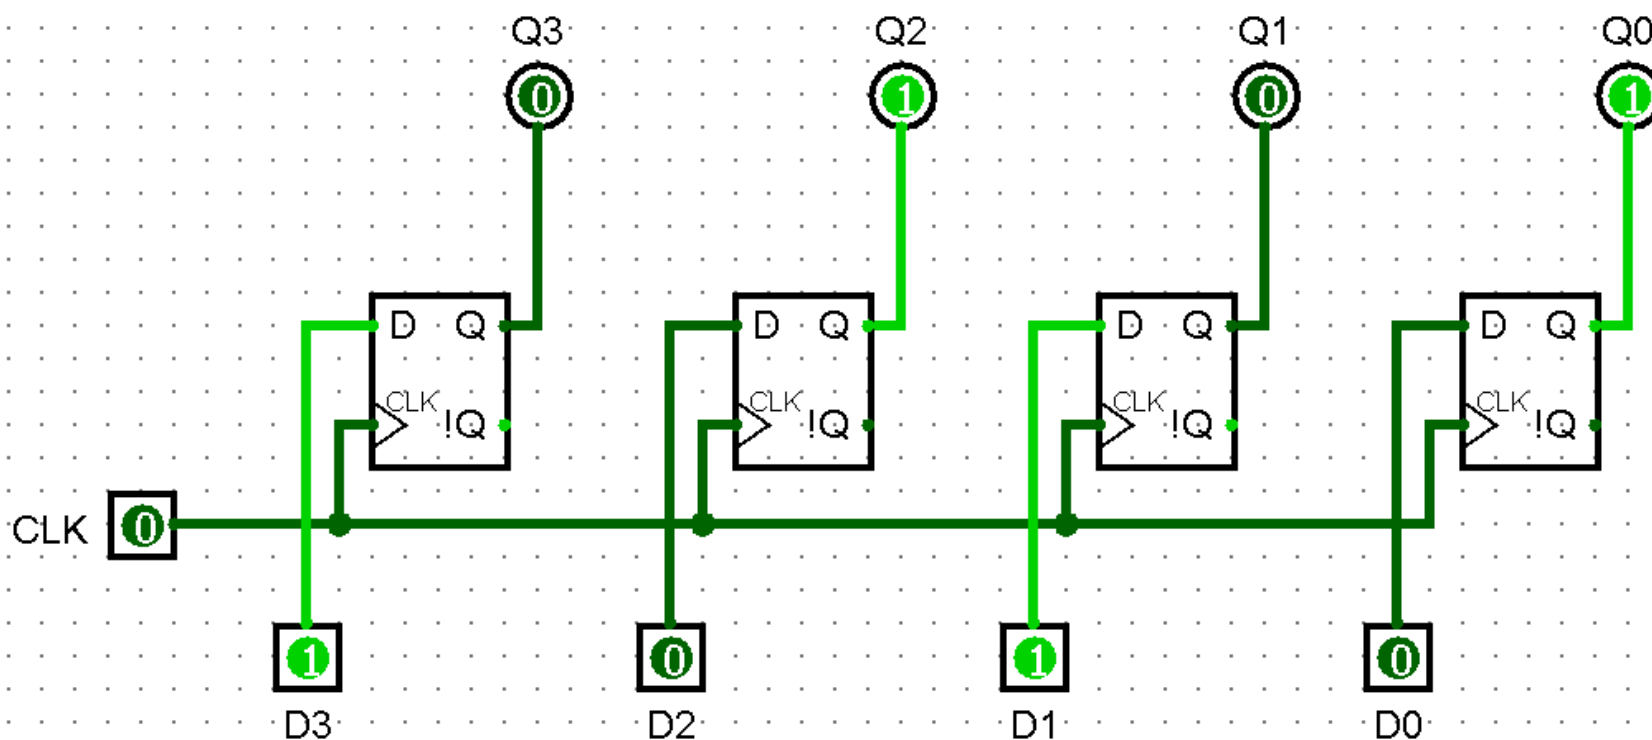 Q3 Q2 Q1 Q0
0 1 0 1
D Q D Q D Q D Q
CLK !Q CLK !Q CLK !Q CLK !Q
CLK 0
1 0 1 0
D3 D2 D1 D0